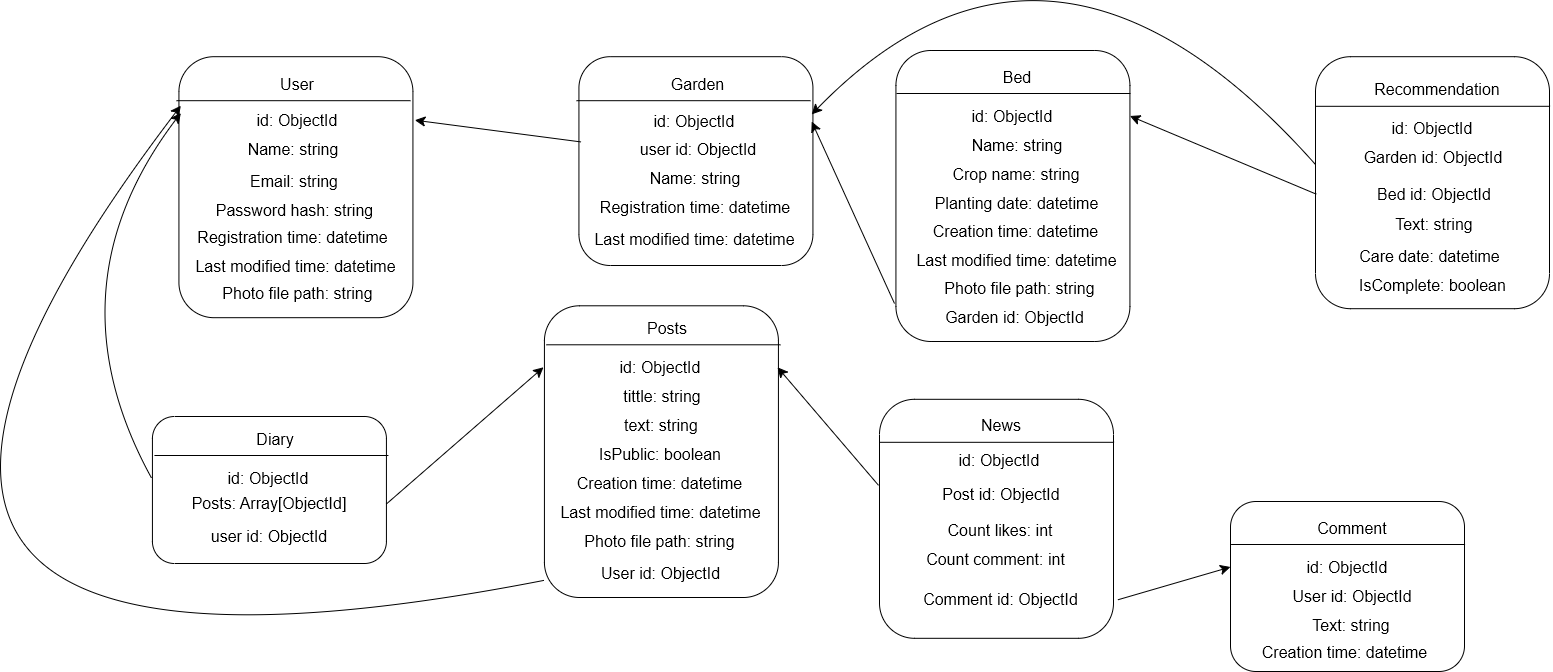 User
id: ObjectId
Name: string
Email: string
Password hash: string
Registration time: datetime
Last modified time: datetime
Photo file path: string
Garden
id: ObjectId
user id: ObjectId
Name: string
Registration time: datetime
Last modified time: datetime
Bed
id: ObjectId
Name: string
Crop name: string
Planting date: datetime
Creation time: datetime
Last modified time: datetime
Photo file path: string
Garden id: ObjectId
Recommendation
id: ObjectId
Garden id: ObjectId
Bed id: ObjectId
Text: string
Care date: datetime
IsComplete: boolean
Diary
id: ObjectId
Posts: Array[ObjectId]
user id: ObjectId
Posts
id: ObjectId
tittle: string
text: string
IsPublic: boolean
Creation time: datetime
Last modified time: datetime
Photo file path: string
User id: ObjectId
News
id: ObjectId
Post id: ObjectId
Count likes: int
Count comment: int
Comment id: ObjectId
Comment
id: ObjectId
User id: ObjectId
Text: string
Creation time: datetime